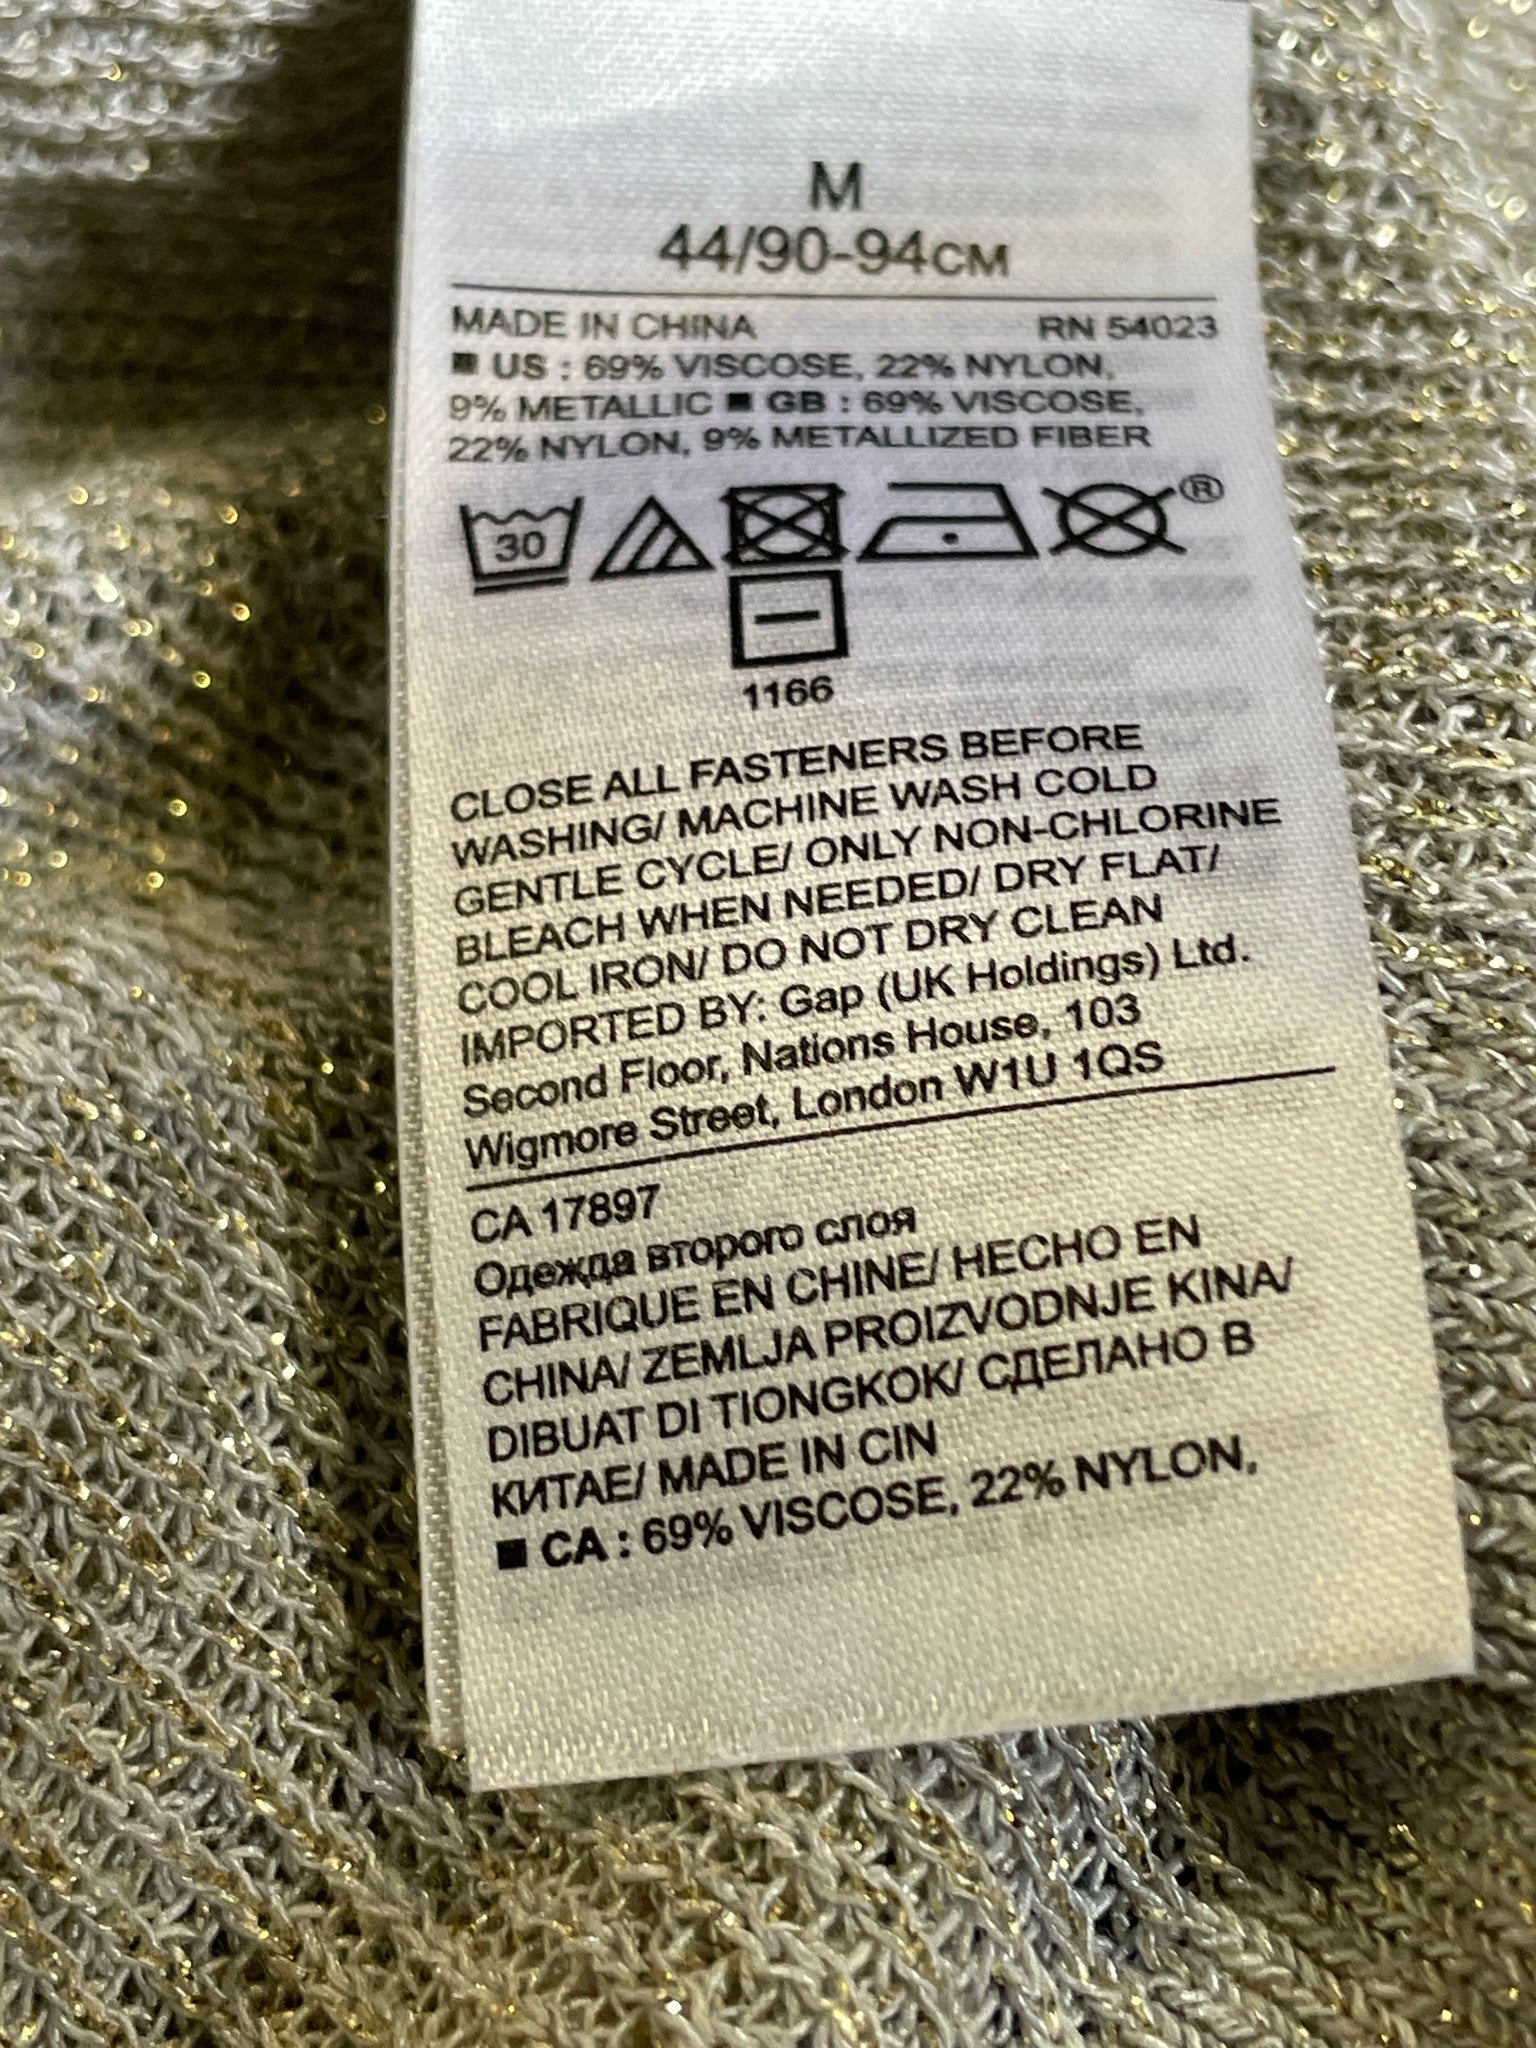 M
44/90-94см
MADE IN CHINA RN 54023
■ US : 69% VISCOSE, 22% NYLON,
9% METALLIC ■ GB : 69% VISCOSE,
22% NYLON, 9% METALLIZED FIBER
30
®
1166
CLOSE ALL FASTENERS BEFORE
WASHING/ MACHINE WASH COLD
GENTLE CYCLE/ ONLY NON-CHLORINE
BLEACH WHEN NEEDED/ DRY FLAT/
COOL IRON/ DO NOT DRY CLEAN
IMPORTED BY: Gap (UK Holdings) Ltd.
Second Floor, Nations House, 103
Wigmore Street, London W1U 1QS
CA 17897
Одежда второго слоя
FABRIQUE EN CHINE/ HECHO EN
CHINA/ ZEMLJA PROIZVODNJE KINA/
DIBUAT DI TIONGKOK/ СДЕЛАНО В
КИТАЕ/ MADE IN CIN
■ CA : 69% VISCOSE, 22% NYLON,